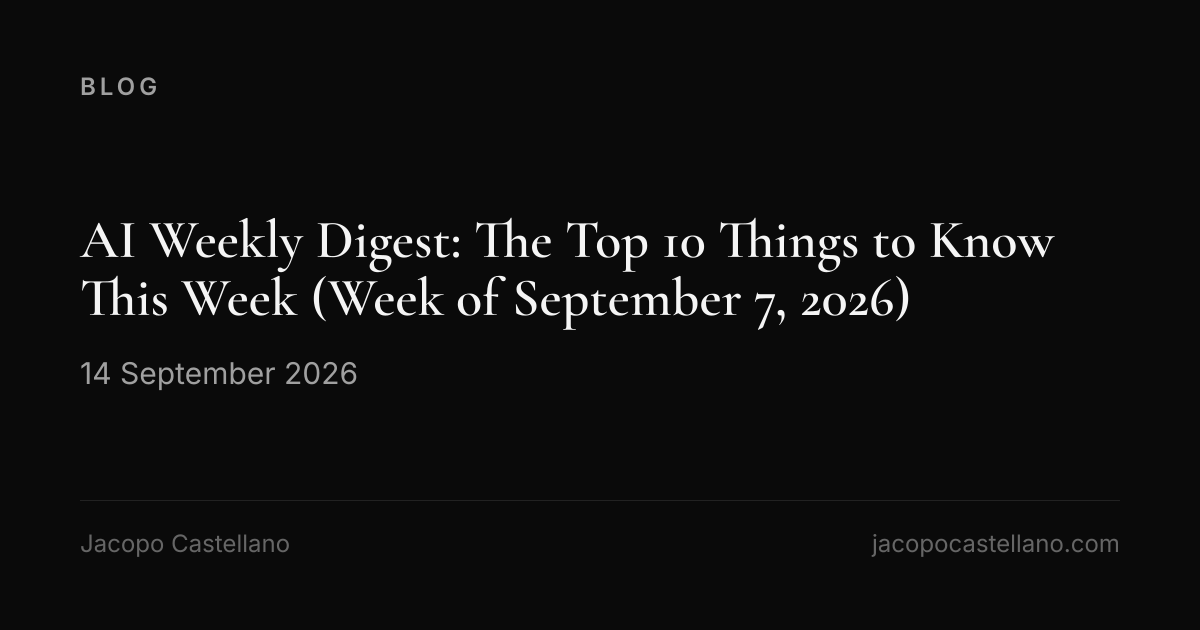 BLOG
AI Weekly Digest: The Top 10 Things to Know
This Week (Week of September 7, 2026)
14 September 2026
Jacopo Castellano
jacopocastellano.com